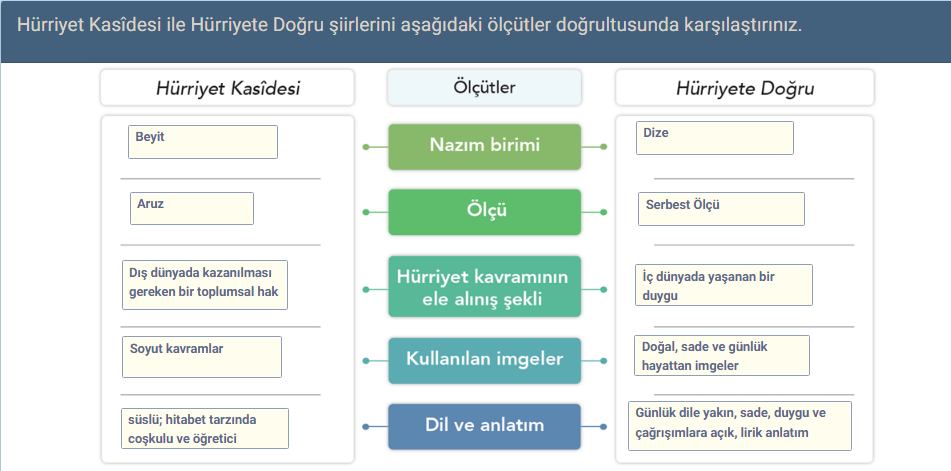 Hürriyet Kasîdesi ile Hürriyete Doğru şiirlerini aşağıdaki ölçütler doğrultusunda karşılaştırınız.
Hürriyet Kasîdesi
Ölçütler
Hürriyete Doğru
Beyit
Nazım birimi
Dize
Aruz
Ölçü
Serbest Ölçü
Dış dünyada kazanılması
gereken bir toplumsal hak
Hürriyet kavramının
ele alınış şekli
İç dünyada yaşanan bir
duygu
Soyut kavramlar
Kullanılan imgeler
Doğal, sade ve günlük
hayattan imgeler
süslü; hitabet tarzında
coşkulu ve öğretici
Dil ve anlatım
Günlük dile yakın, sade, duygu ve
çağrışımlara açık, lirik anlatım